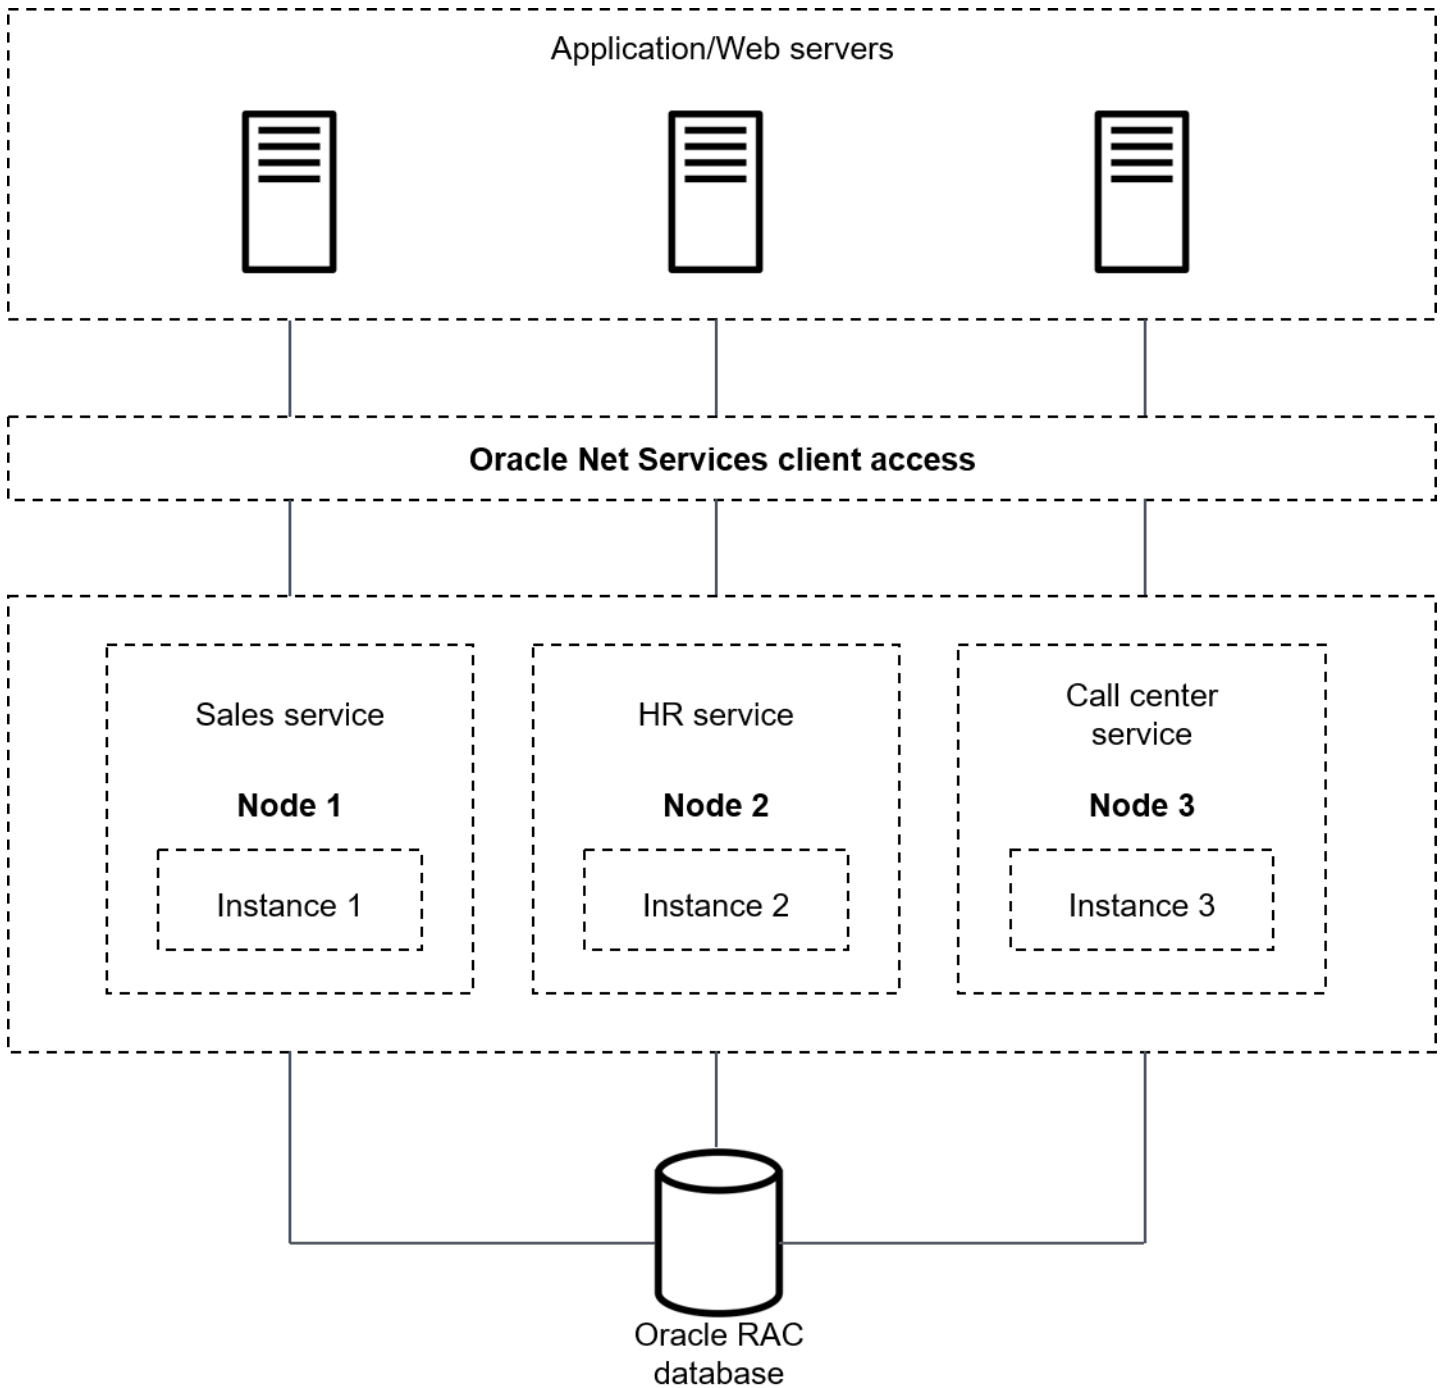 Application/Web servers
Oracle Net Services client access
Sales service
Node 1
Instance 1
HR service
Node 2
Instance 2
Call center
service
Node 3
Instance 3
Oracle RAC
database